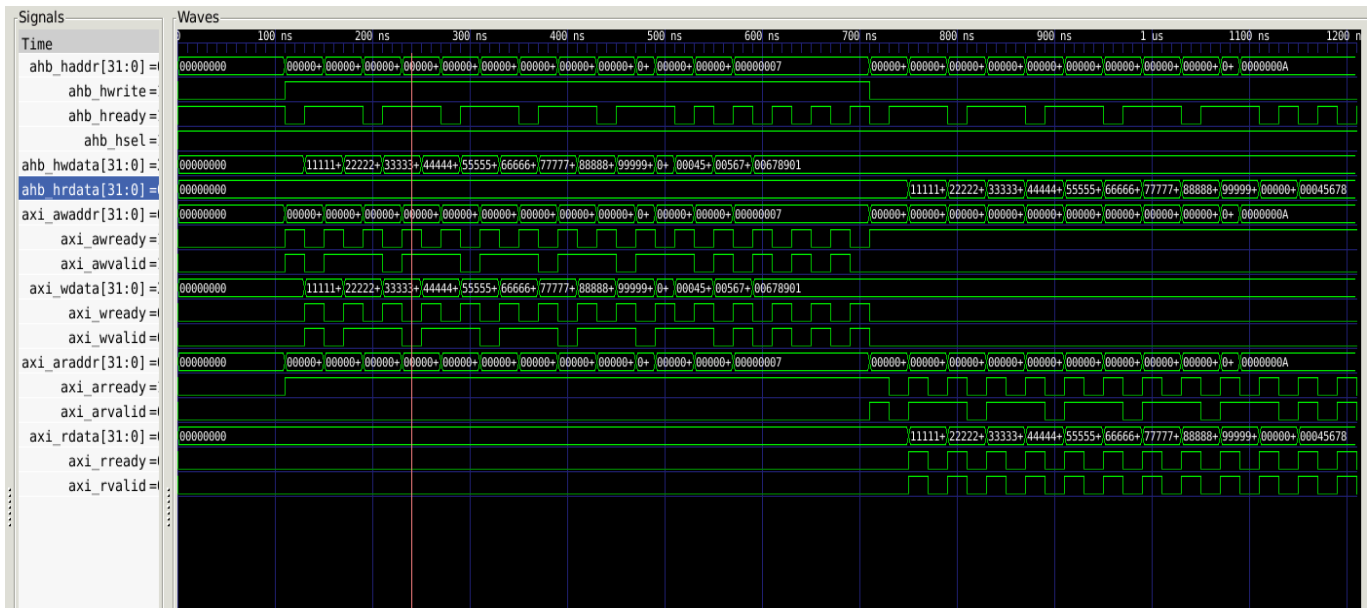 Signals Waves
Time 100 ns 200 ns 300 ns 400 ns 500 ns 600 ns 700 ns 800 ns 900 ns 1 us 1100 ns 1200 n
ahb_haddr[31:0] = 00000000 00000+ 00000+ 00000+ 00000+ 00000+ 00000+ 00000+ 00000+ 00000+ 0+ 00000+ 00000+ 00000007 00000+ 00000+ 00000+ 00000+ 00000+ 00000+ 00000+ 00000+ 00000+ 0+ 0000000A
ahb_hwrite =
ahb_hready =
ahb_hsel =
ahb_hwdata[31:0] = 00000000 11111+ 22222+ 33333+ 44444+ 55555+ 66666+ 77777+ 88888+ 99999+ 0+ 00045+ 00567+ 00678901
ahb_hrdata[31:0] = 00000000 11111+ 22222+ 33333+ 44444+ 55555+ 66666+ 77777+ 88888+ 99999+ 00000+ 00045678
axi_awaddr[31:0] = 00000000 00000+ 00000+ 00000+ 00000+ 00000+ 00000+ 00000+ 00000+ 00000+ 0+ 00000+ 00000+ 00000007 00000+ 00000+ 00000+ 00000+ 00000+ 00000+ 00000+ 00000+ 00000+ 0+ 0000000A
axi_awready =
axi_awvalid =
axi_wdata[31:0] = 00000000 11111+ 22222+ 33333+ 44444+ 55555+ 66666+ 77777+ 88888+ 99999+ 0+ 00045+ 00567+ 00678901
axi_wready =
axi_wvalid =
axi_araddr[31:0] = 00000000 00000+ 00000+ 00000+ 00000+ 00000+ 00000+ 00000+ 00000+ 00000+ 0+ 00000+ 00000+ 00000007 00000+ 00000+ 00000+ 00000+ 00000+ 00000+ 00000+ 00000+ 00000+ 0+ 0000000A
axi_arready =
axi_arvalid =
axi_rdata[31:0] = 00000000 11111+ 22222+ 33333+ 44444+ 55555+ 66666+ 77777+ 88888+ 99999+ 00000+ 00045678
axi_rready =
axi_rvalid =